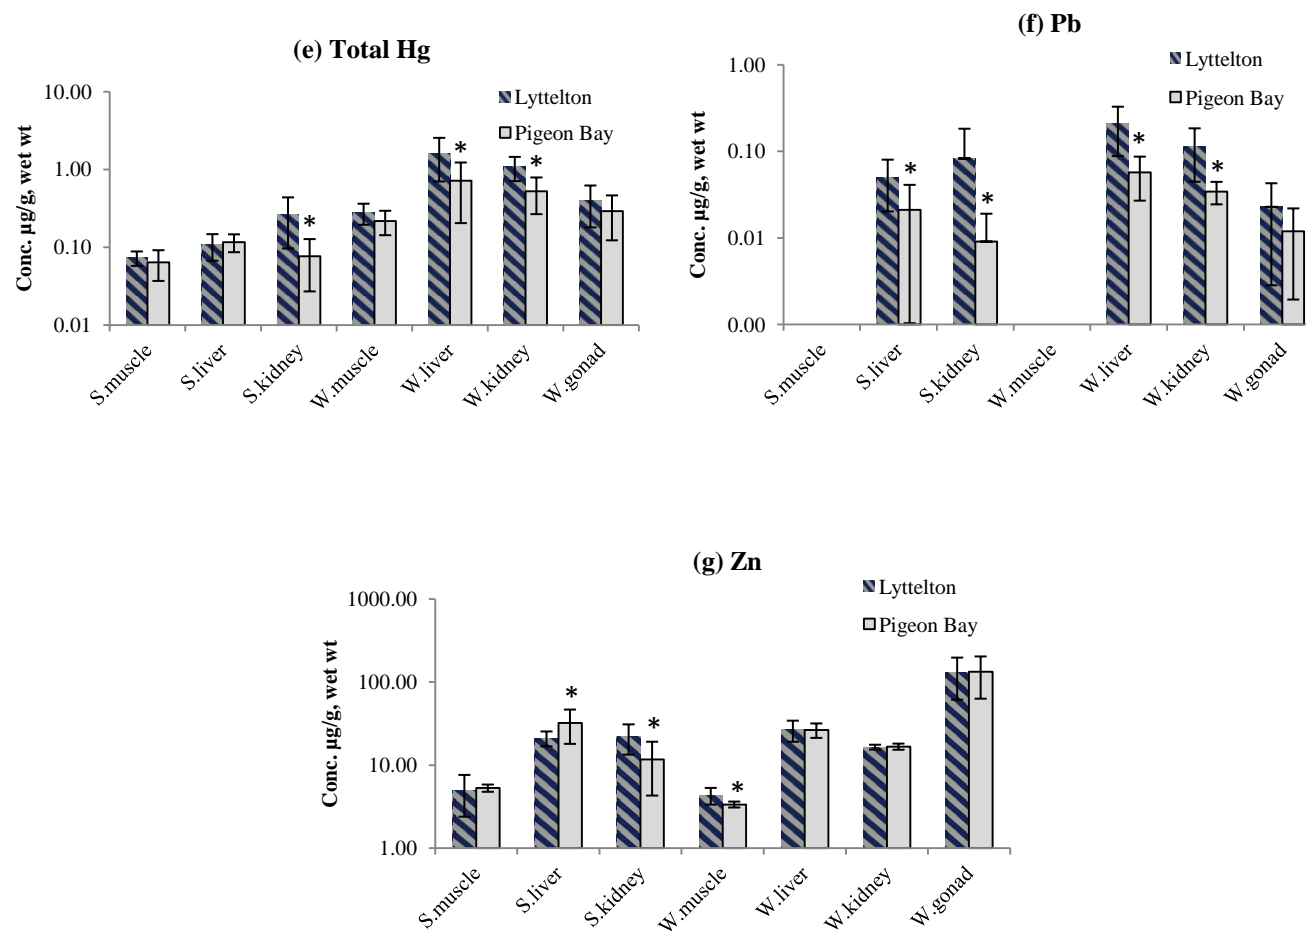 (e) Total Hg
Lyttelton
Pigeon Bay
Conc. µg/g, wet wt
10.00
1.00
0.10
0.01
*
*
*
S.muscle
S.liver
S.kidney
W.muscle
W.liver
W.kidney
W.gonad
(f) Pb
Lyttelton
Pigeon Bay
Conc. µg/g, wet wt
1.00
0.10
0.01
0.00
*
*
*
*
S.muscle
S.liver
S.kidney
W.muscle
W.liver
W.kidney
W.gonad
(g) Zn
Lyttelton
Pigeon Bay
Conc. µg/g, wet wt
1000.00
100.00
10.00
1.00
*
*
*
S.muscle
S.liver
S.kidney
W.muscle
W.liver
W.kidney
W.gonad